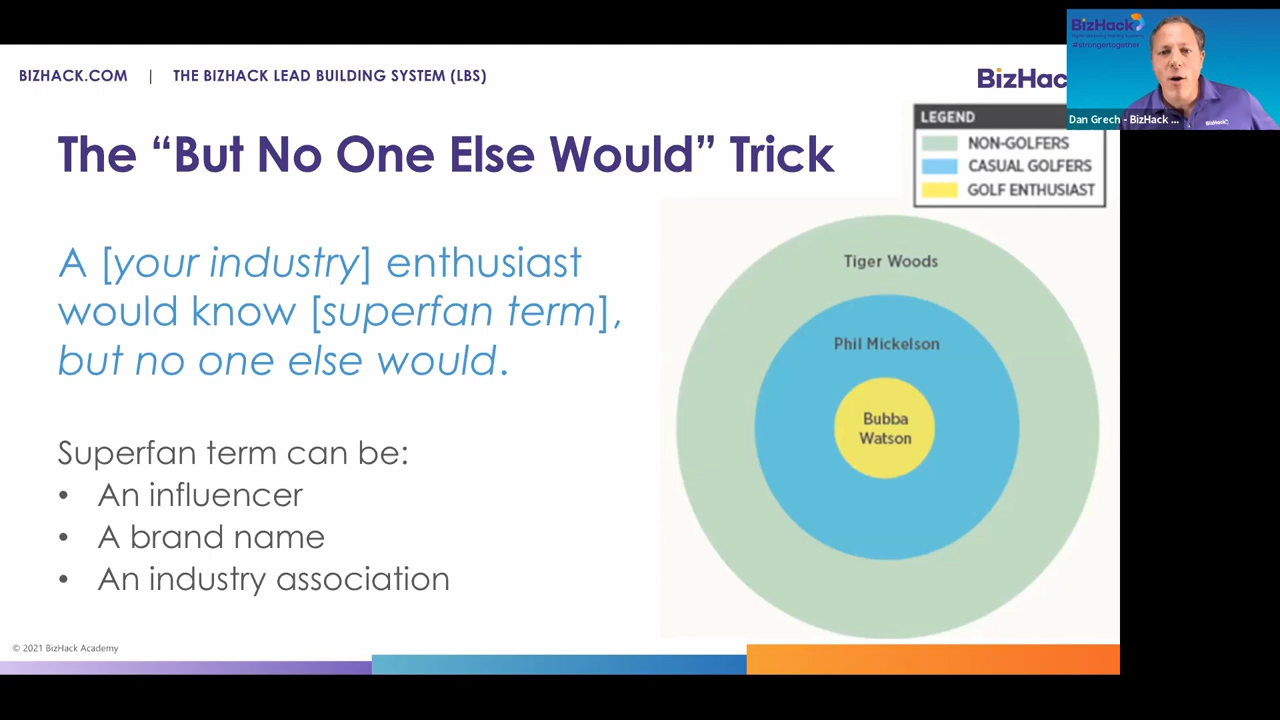 BIZHACK.COM | THE BIZHACK LEAD BUILDING SYSTEM (LBS)
BizHac
BizHack
#strongertogether
Dan Grech - BizHack ...
The “But No One Else Would” Trick
LEGEND
NON-GOLFERS
CASUAL GOLFERS
GOLF ENTHUSIAST
A [your industry] enthusiast
would know [superfan term],
but no one else would.
Superfan term can be:
• An influencer
• A brand name
• An industry association
Tiger Woods
Phil Mickelson
Bubba
Watson
© 2021 BizHack Academy